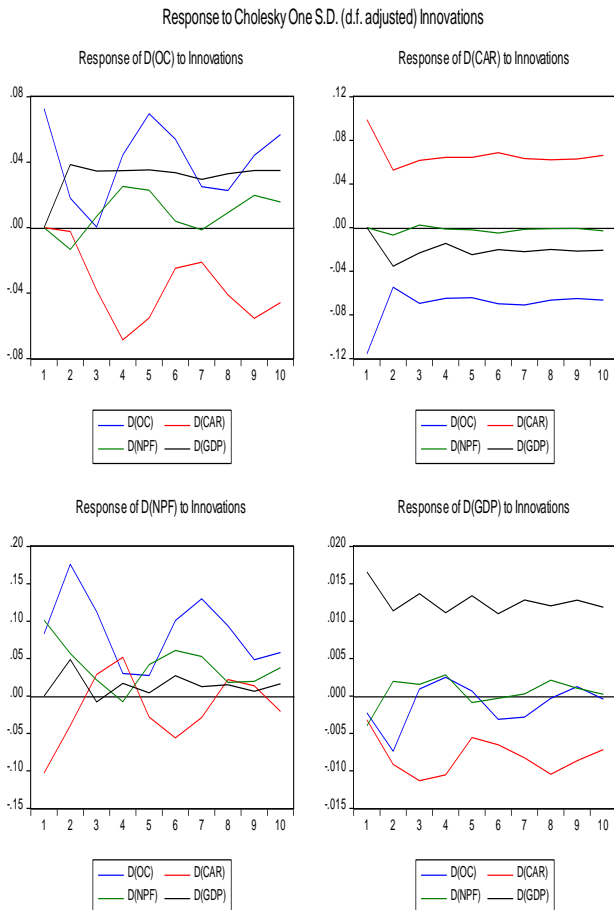 Response to Cholesky One S.D. (d.f. adjusted) Innovations
Response of D(OC) to Innovations
.08
.04
.00
-.04
-.08
1 2 3 4 5 6 7 8 9 10
D(OC) D(CAR)
D(NPF) D(GDP)
Response of D(CAR) to Innovations
.12
.08
.04
.00
-.04
-.08
-.12
1 2 3 4 5 6 7 8 9 10
D(OC) D(CAR)
D(NPF) D(GDP)
Response of D(NPF) to Innovations
.20
.15
.10
.05
.00
-.05
-.10
-.15
1 2 3 4 5 6 7 8 9 10
D(OC) D(CAR)
D(NPF) D(GDP)
Response of D(GDP) to Innovations
.020
.015
.010
.005
.000
-.005
-.010
-.015
1 2 3 4 5 6 7 8 9 10
D(OC) D(CAR)
D(NPF) D(GDP)